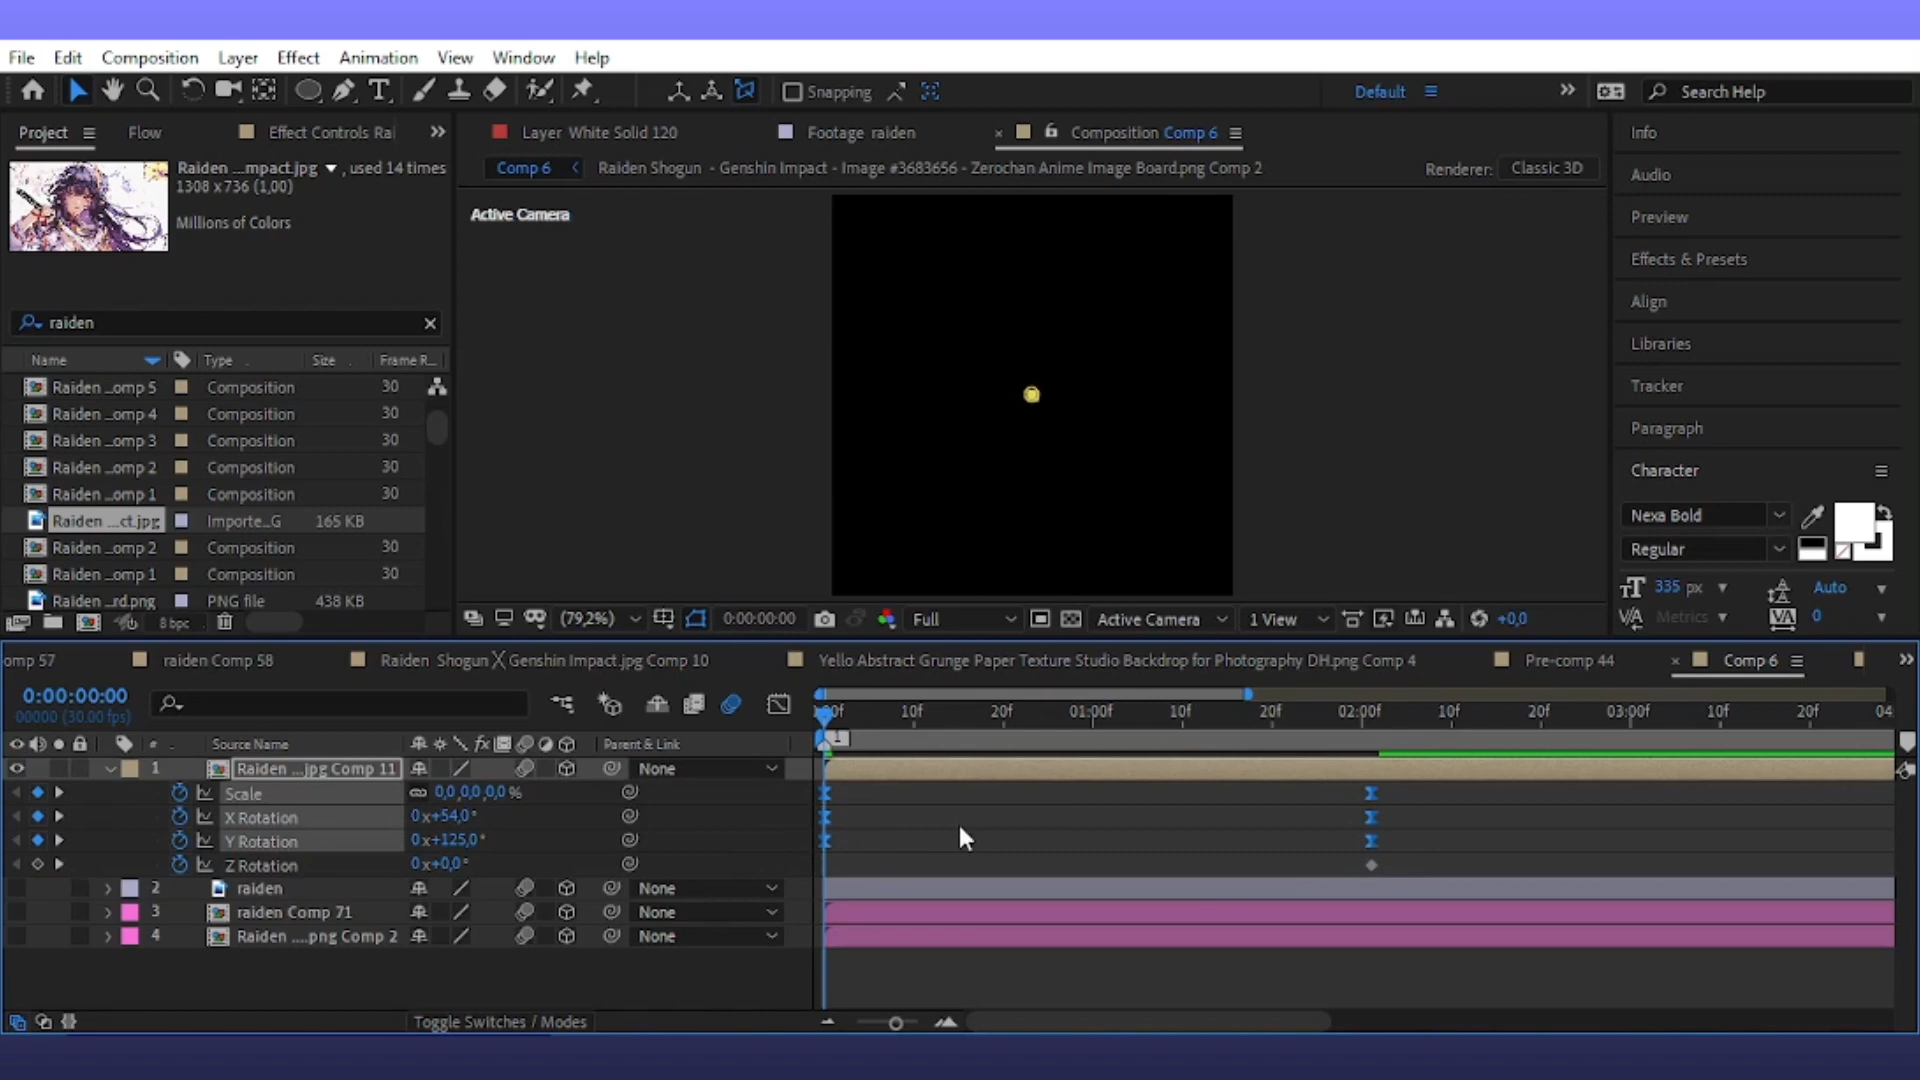 File Edit Composition Layer Effect Animation View Window Help
Snapping Default Search Help
Project Flow Effect Controls Rai Layer White Solid 120 Footage raiden Composition Comp 6 Info
Raiden ...mpact.jpg , used 14 times
1308 x 736 (1,00)
Millions of Colors
Comp 6 Raiden Shogun - Genshin Impact - Image #3683656 - Zerochan Anime Image Board.png Comp 2 Renderer: Classic 3D
Active Camera
Audio
Preview
Effects & Presets
Align
Libraries
Tracker
Paragraph
Character
Nexa Bold
Regular
335 px Auto
Metrics 0
raiden
Name Type Size Frame R...
Raiden ...omp 5 Composition 30
Raiden ...omp 4 Composition 30
Raiden ...omp 3 Composition 30
Raiden ...omp 2 Composition 30
Raiden ...omp 1 Composition 30
Raiden ...ct.jpg Importe...G 165 KB
Raiden ...omp 2 Composition 30
Raiden ...omp 1 Composition 30
Raiden ...rd.png PNG file 438 KB
8 bpc
(79,2%) 0:00:00:00 Full Active Camera 1 View +0,0
omp 57 raiden Comp 58 Raiden Shogun╳Genshin Impact.jpg Comp 10 Yello Abstract Grunge Paper Texture Studio Backdrop for Photography DH.png Comp 4 Pre-comp 44 Comp 6
0:00:00:00
00000 (30.00 fps)
:00f 10f 20f 01:00f 10f 20f 02:00f 10f 20f 03:00f 10f 20f 04
1
# Source Name fx Parent & Link
1 Raiden ...jpg Comp 11 None
Scale 0,0,0,0,0,0 %
X Rotation 0x+54,0°
Y Rotation 0x+125,0°
Z Rotation 0x+0,0°
2 raiden None
3 raiden Comp 71 None
4 Raiden ....png Comp 2 None
Toggle Switches / Modes